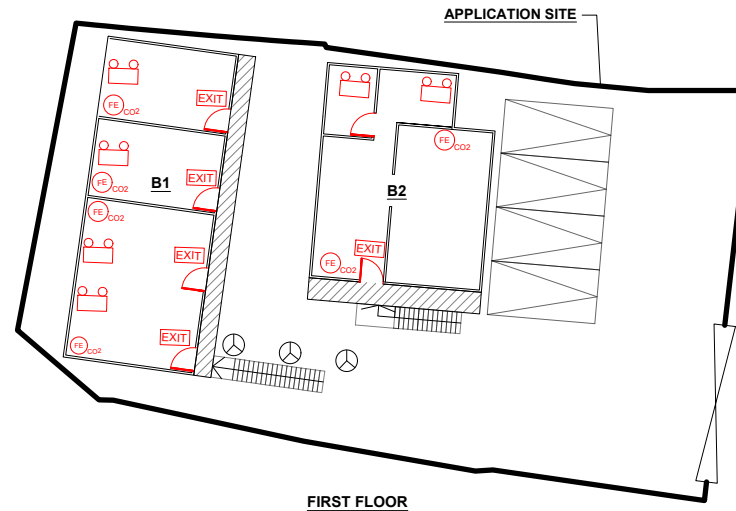 APPLICATION SITE
EXIT
FE
CO2
EXIT
FE
CO2
B1
FE
CO2
EXIT
EXIT
FE
CO2
FE
CO2
B2
EXIT
FE
CO2
FIRST FLOOR